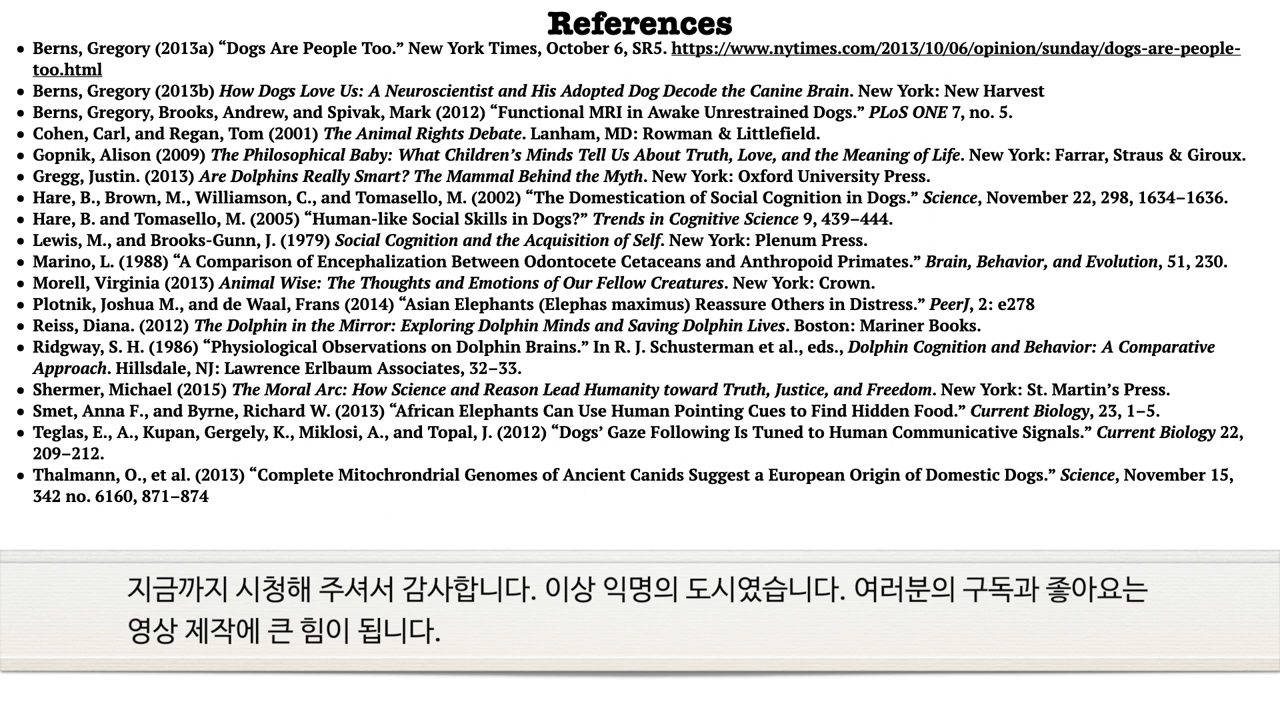 References
• Berns, Gregory (2013a) “Dogs Are People Too.” New York Times, October 6, SR5. https://www.nytimes.com/2013/10/06/opinion/sunday/dogs-are-people-
too.html
• Berns, Gregory (2013b) How Dogs Love Us: A Neuroscientist and His Adopted Dog Decode the Canine Brain. New York: New Harvest
• Berns, Gregory, Brooks, Andrew, and Spivak, Mark (2012) “Functional MRI in Awake Unrestrained Dogs.” PLoS ONE 7, no. 5.
• Cohen, Carl, and Regan, Tom (2001) The Animal Rights Debate. Lanham, MD: Rowman & Littlefield.
• Gopnik, Alison (2009) The Philosophical Baby: What Children’s Minds Tell Us About Truth, Love, and the Meaning of Life. New York: Farrar, Straus & Giroux.
• Gregg, Justin. (2013) Are Dolphins Really Smart? The Mammal Behind the Myth. New York: Oxford University Press.
• Hare, B., Brown, M., Williamson, C., and Tomasello, M. (2002) “The Domestication of Social Cognition in Dogs.” Science, November 22, 298, 1634–1636.
• Hare, B. and Tomasello, M. (2005) “Human-like Social Skills in Dogs?” Trends in Cognitive Science 9, 439–444.
• Lewis, M., and Brooks-Gunn, J. (1979) Social Cognition and the Acquisition of Self. New York: Plenum Press.
• Marino, L. (1988) “A Comparison of Encephalization Between Odontocete Cetaceans and Anthropoid Primates.” Brain, Behavior, and Evolution, 51, 230.
• Morell, Virginia (2013) Animal Wise: The Thoughts and Emotions of Our Fellow Creatures. New York: Crown.
• Plotnik, Joshua M., and de Waal, Frans (2014) “Asian Elephants (Elephas maximus) Reassure Others in Distress.” PeerJ, 2: e278
• Reiss, Diana. (2012) The Dolphin in the Mirror: Exploring Dolphin Minds and Saving Dolphin Lives. Boston: Mariner Books.
• Ridgway, S. H. (1986) “Physiological Observations on Dolphin Brains.” In R. J. Schusterman et al., eds., Dolphin Cognition and Behavior: A Comparative
Approach. Hillsdale, NJ: Lawrence Erlbaum Associates, 32–33.
• Shermer, Michael (2015) The Moral Arc: How Science and Reason Lead Humanity toward Truth, Justice, and Freedom. New York: St. Martin’s Press.
• Smet, Anna F., and Byrne, Richard W. (2013) “African Elephants Can Use Human Pointing Cues to Find Hidden Food.” Current Biology, 23, 1–5.
• Teglas, E., A., Kupan, Gergely, K., Miklosi, A., and Topal, J. (2012) “Dogs’ Gaze Following Is Tuned to Human Communicative Signals.” Current Biology 22,
209–212.
• Thalmann, O., et al. (2013) “Complete Mitochrondrial Genomes of Ancient Canids Suggest a European Origin of Domestic Dogs.” Science, November 15,
342 no. 6160, 871–874
지금까지 시청해 주셔서 감사합니다. 이상 익명의 도시였습니다. 여러분의 구독과 좋아요는
영상 제작에 큰 힘이 됩니다.